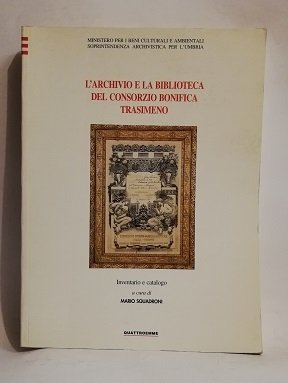 MINISTERO PER I BENI CULTURALI E AMBIENTALI
SOPRINTENDENZA ARCHIVISTICA PER L'UMBRIA
L'ARCHIVIO E LA BIBLIOTECA
DEL CONSORZIO BONIFICA
TRASIMENO
Inventario e catalogo
a cura di
MARIO SQUADRONI
QUATTROEMME